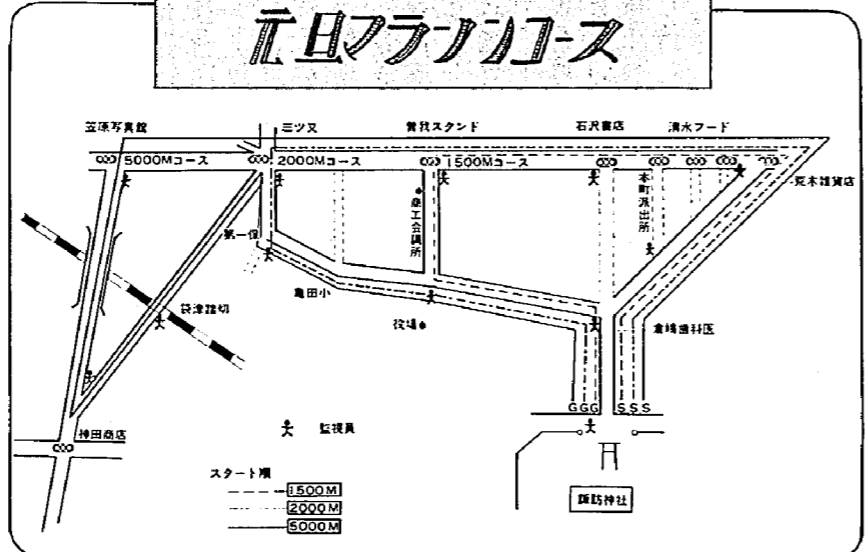 元旦マラソンコース
笠原写真館
三ツ又
曽我スタンド
石沢書店
清水フード
5000Mコース
2000Mコース
1500Mコース
荒木雑貨店
商工会議所
本町派出所
第一保
亀田小
袋津踏切
役場
倉嶋歯科医
GGG
SSS
神田商店
監視員
スタート順
1500M
2000M
5000M
諏訪神社